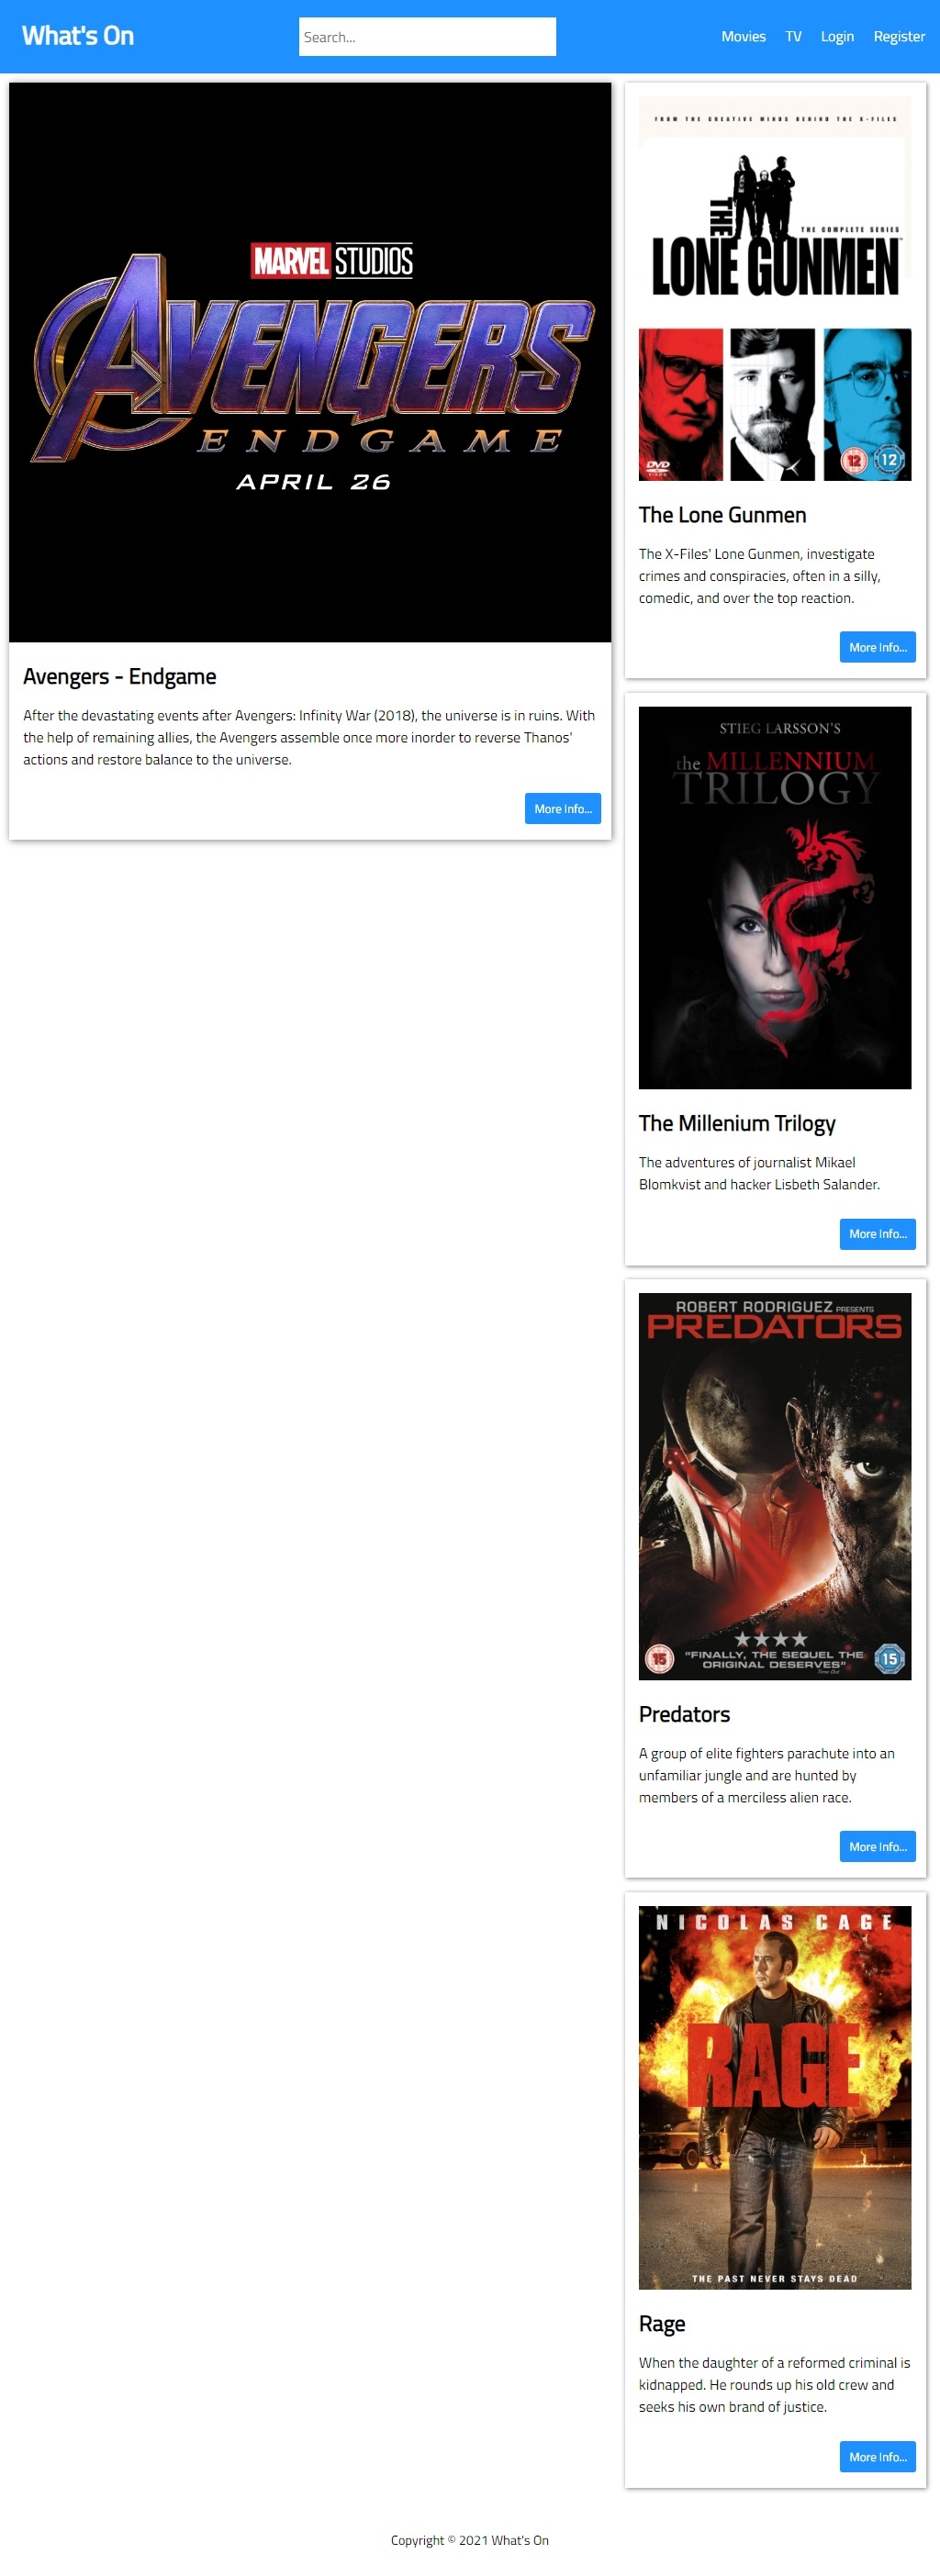 What's On
Search...
Movies TV Login Register
MARVEL STUDIOS
AVENGERS
ENDGAME
APRIL 26
Avengers - Endgame
After the devastating events after Avengers: Infinity War (2018), the universe is in ruins. With
the help of remaining allies, the Avengers assemble once more inorder to reverse Thanos'
actions and restore balance to the universe.
More Info...
FROM THE CREATIVE MINDS BEHIND THE X-FILES
THE
THE COMPLETE SERIES
LONE GUNMEN
DVD
12 12
The Lone Gunmen
The X-Files' Lone Gunmen, investigate
crimes and conspiracies, often in a silly,
comedic, and over the top reaction.
More Info...
STIEG LARSSON'S
the MILLENNIUM
TRILOGY
The Millenium Trilogy
The adventures of journalist Mikael
Blomkvist and hacker Lisbeth Salander.
More Info...
ROBERT RODRIGUEZ PRESENTS
PREDATORS
15 "FINALLY, THE SEQUEL THE 15
ORIGINAL DESERVES"
Time Out
Predators
A group of elite fighters parachute into an
unfamiliar jungle and are hunted by
members of a merciless alien race.
More Info...
NICOLAS CAGE
RAGE
THE PAST NEVER STAYS DEAD
Rage
When the daughter of a reformed criminal is
kidnapped. He rounds up his old crew and
seeks his own brand of justice.
More Info...
Copyright © 2021 What's On